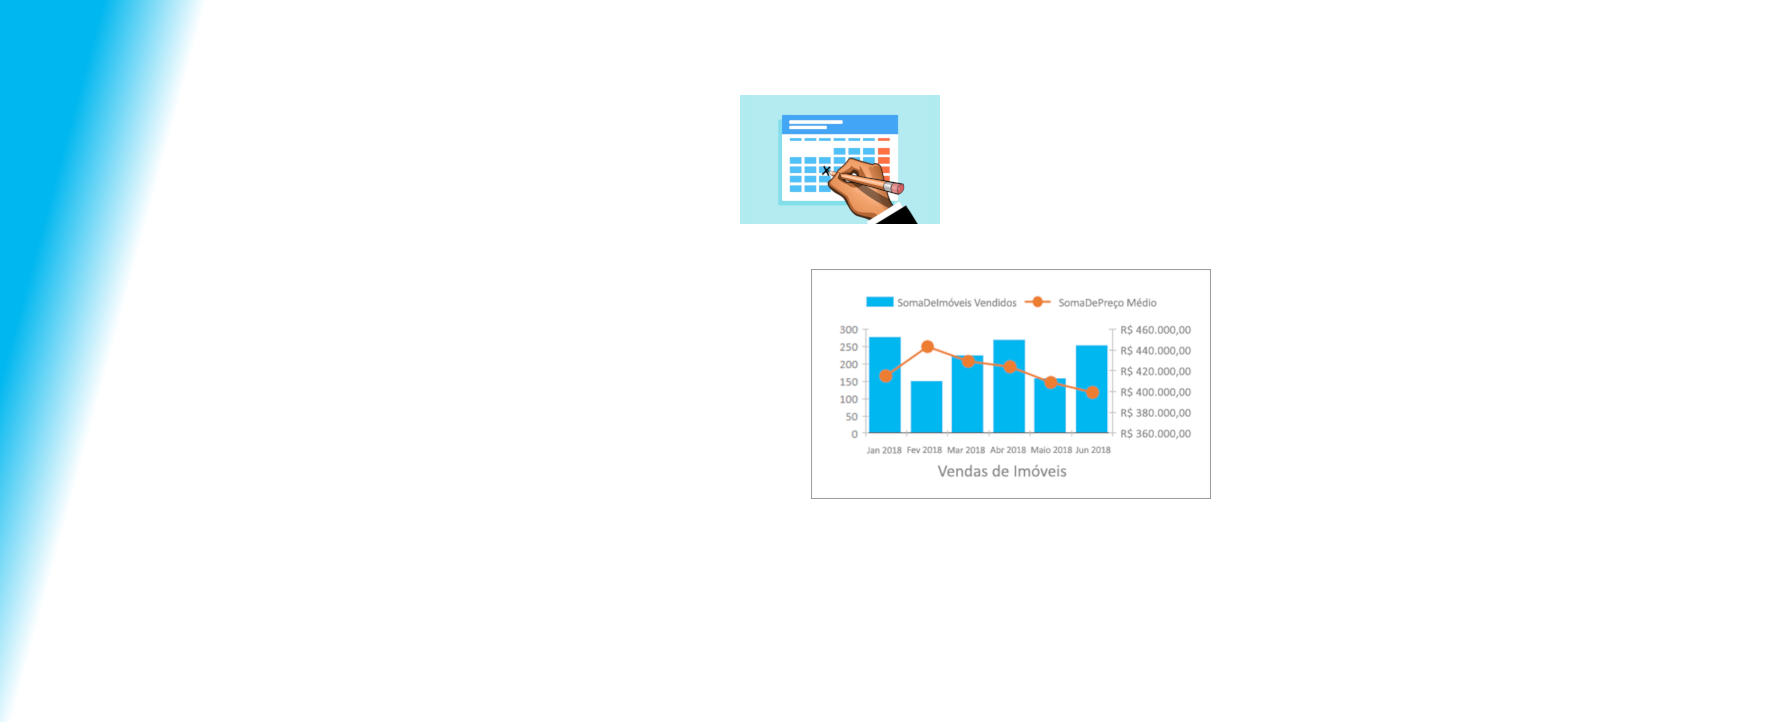 x
SomaDeImóveis Vendidos SomaDePreço Médio
300 R$ 460.000,00
250 R$ 440.000,00
200 R$ 420.000,00
150 R$ 400.000,00
100 R$ 380.000,00
50 R$ 360.000,00
0
Jan 2018 Fev 2018 Mar 2018 Abr 2018 Maio 2018 Jun 2018
Vendas de Imóveis